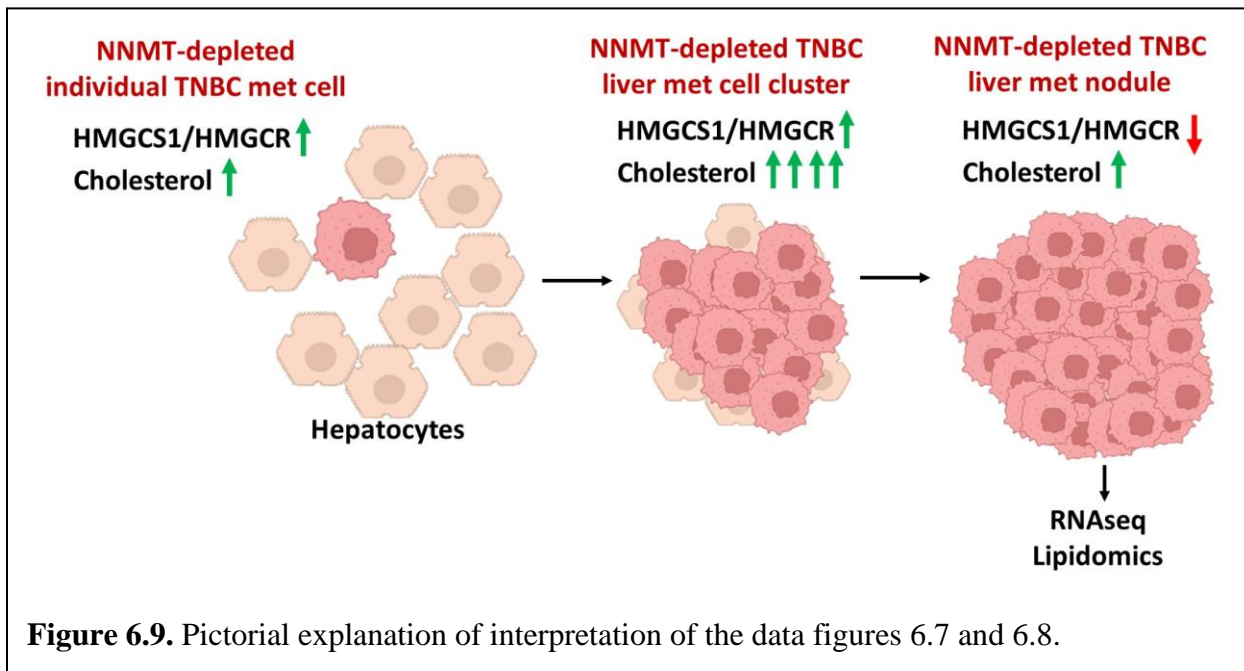 NNMT-depleted
individual TNBC met cell
HMGCS1/HMGCR
Cholesterol
Hepatocytes
NNMT-depleted TNBC
liver met cell cluster
HMGCS1/HMGCR
Cholesterol
NNMT-depleted TNBC
liver met nodule
HMGCS1/HMGCR
Cholesterol
RNAseq
Lipidomics
Figure 6.9. Pictorial explanation of interpretation of the data figures 6.7 and 6.8.